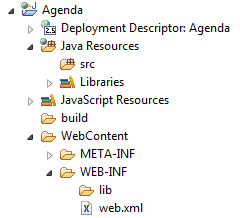 Agenda
Deployment Descriptor: Agenda
Java Resources
src
Libraries
JavaScript Resources
build
WebContent
META-INF
WEB-INF
lib
web.xml